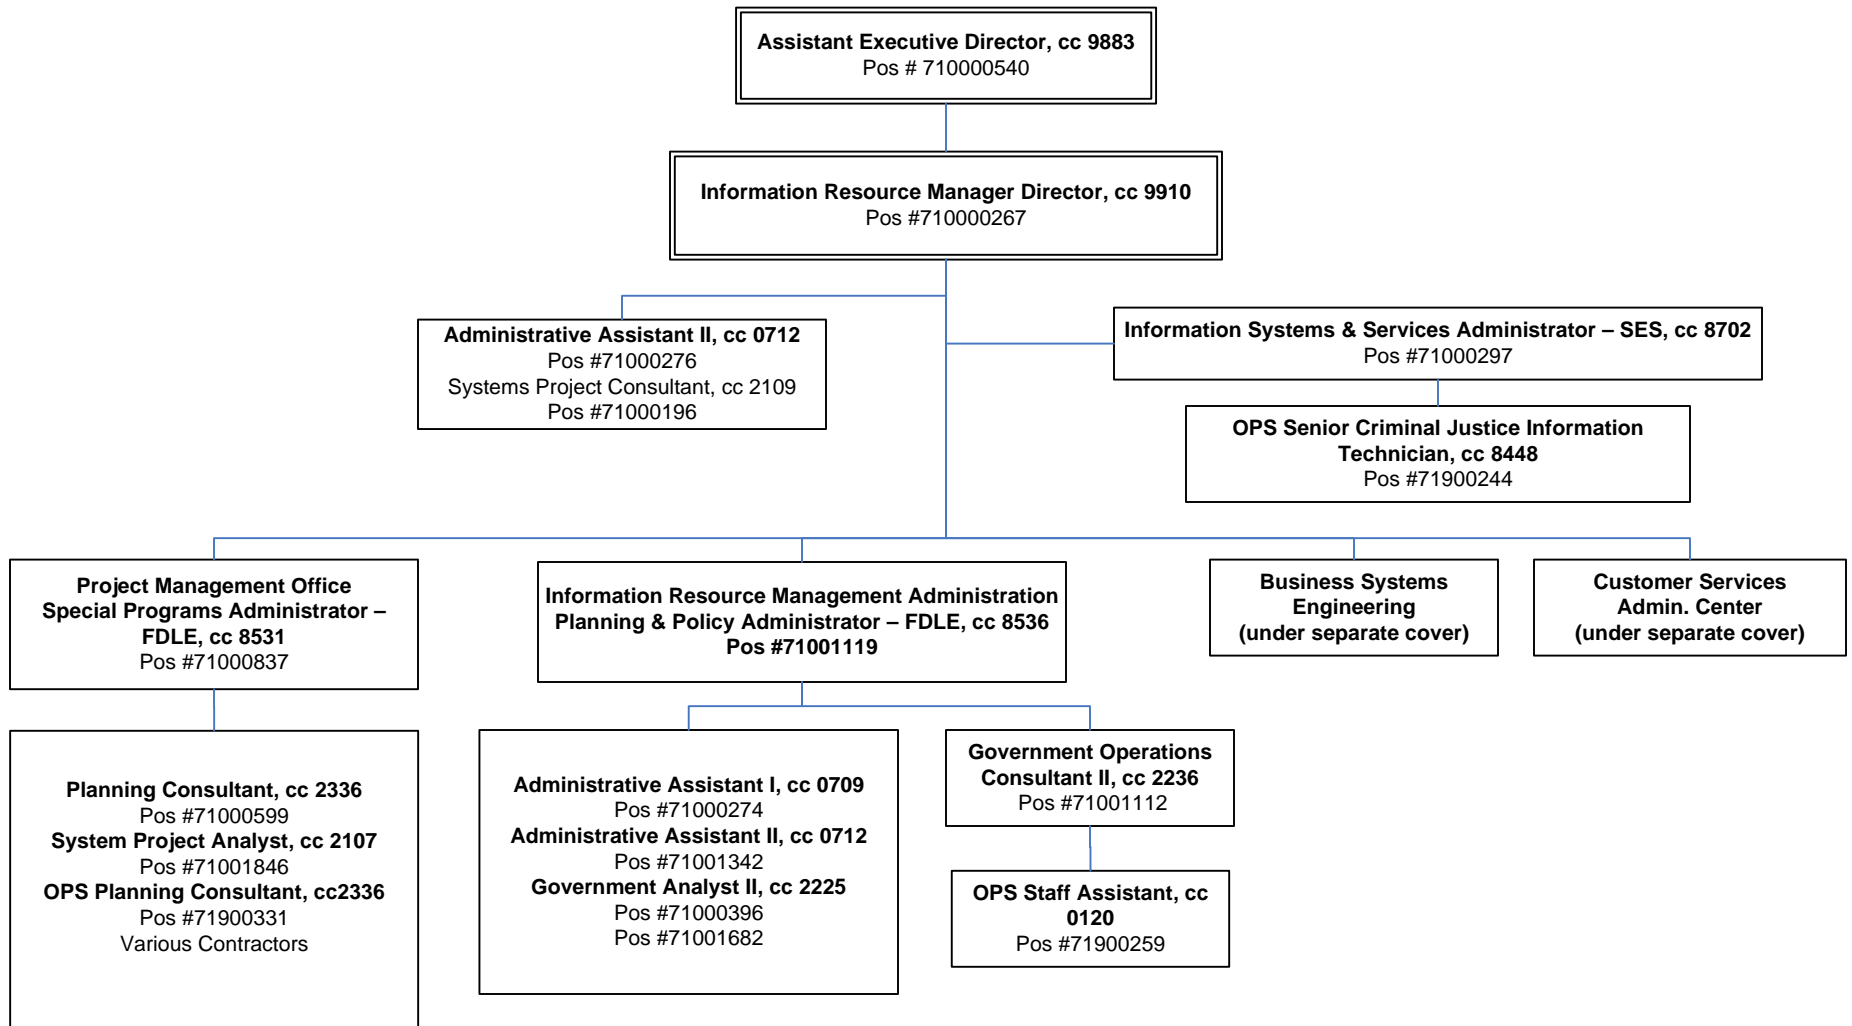 Assistant Executive Director, cc 9883
Pos # 710000540
Information Resource Manager Director, cc 9910
Pos #710000267
Administrative Assistant II, cc 0712
Pos #71000276
Systems Project Consultant, cc 2109
Pos #71000196
Information Systems & Services Administrator – SES, cc 8702
Pos #71000297
OPS Senior Criminal Justice Information
Technician, cc 8448
Pos #71900244
Project Management Office
Special Programs Administrator –
FDLE, cc 8531
Pos #71000837
Information Resource Management Administration
Planning & Policy Administrator – FDLE, cc 8536
Pos #71001119
Business Systems
Engineering
(under separate cover)
Customer Services
Admin. Center
(under separate cover)
Planning Consultant, cc 2336
Pos #71000599
System Project Analyst, cc 2107
Pos #71001846
OPS Planning Consultant, cc2336
Pos #71900331
Various Contractors
Administrative Assistant I, cc 0709
Pos #71000274
Administrative Assistant II, cc 0712
Pos #71001342
Government Analyst II, cc 2225
Pos #71000396
Pos #71001682
Government Operations
Consultant II, cc 2236
Pos #71001112
OPS Staff Assistant, cc
0120
Pos #71900259